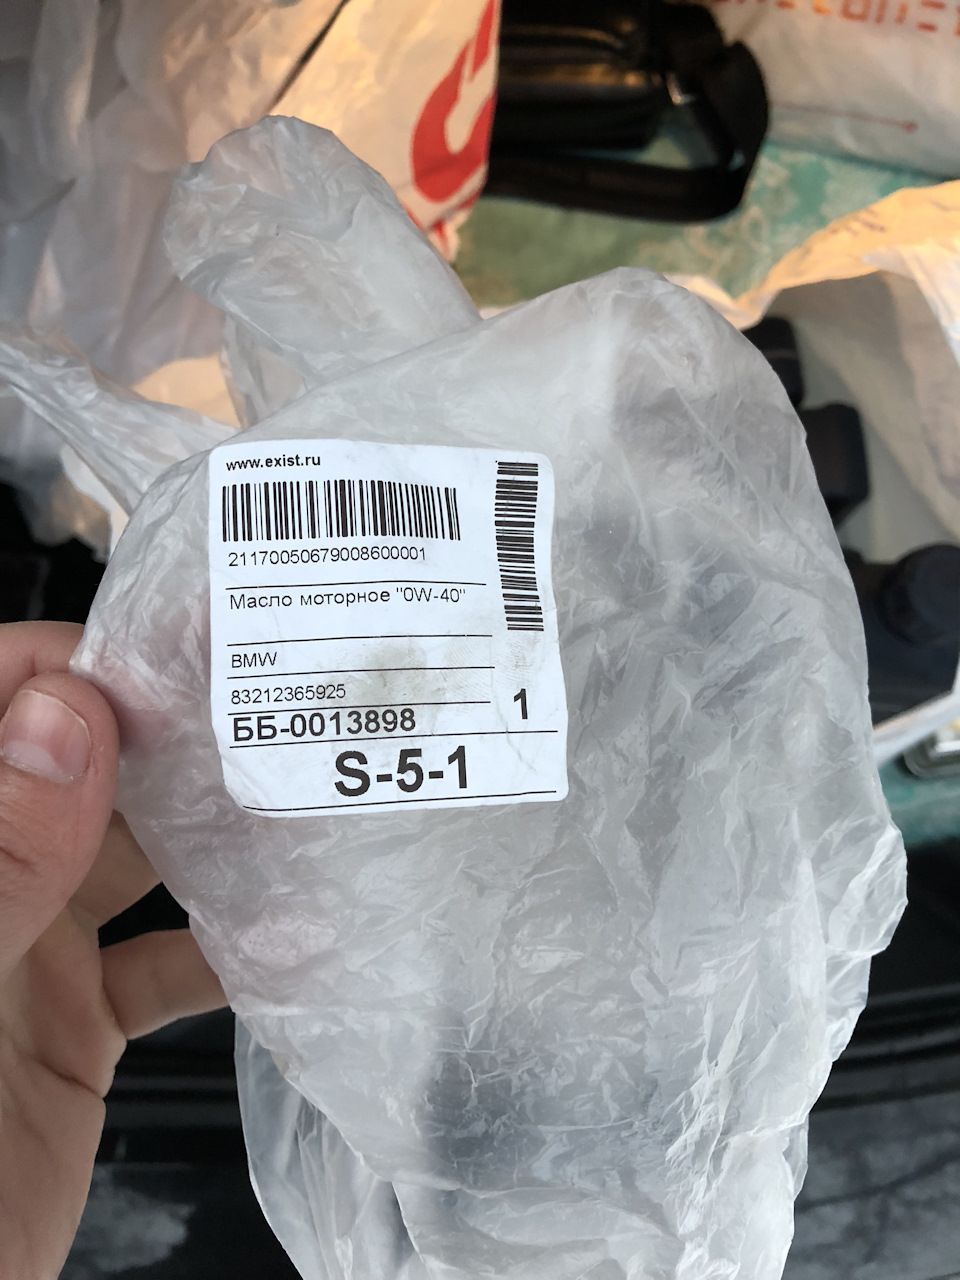 www.exist.ru
21170050679008600001
Масло моторное "0W-40"
BMW
83212365925
1
ББ-0013898
S-5-1